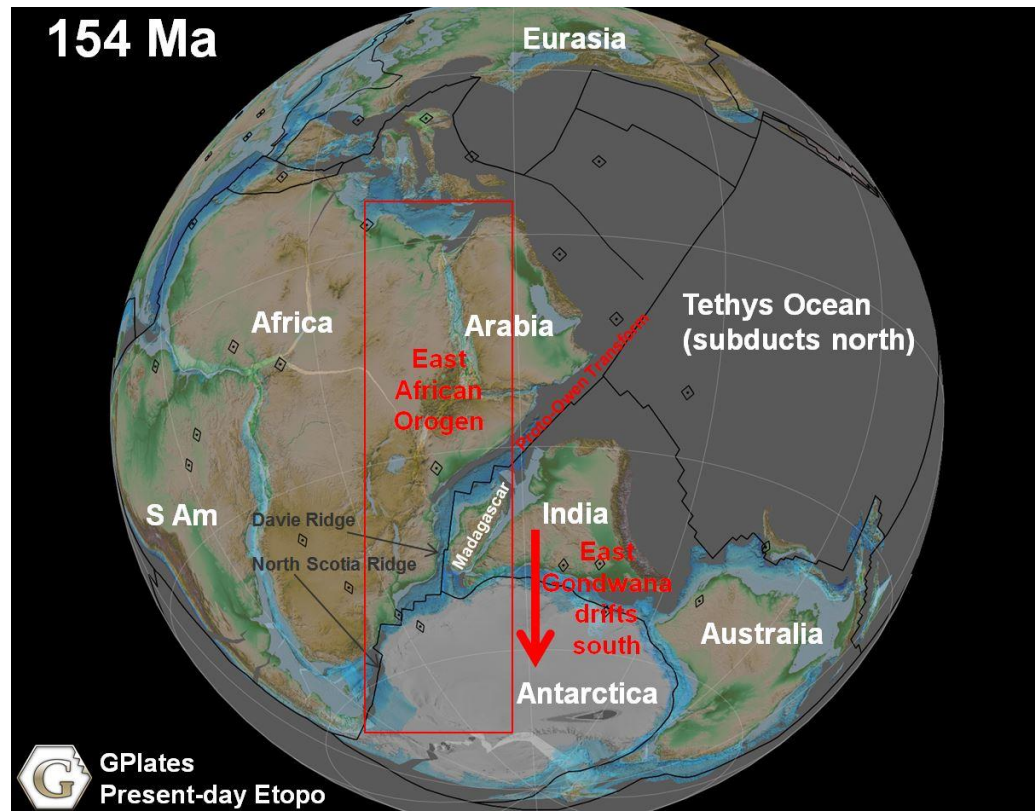 154 Ma
Eurasia
Tethys Ocean
(subducts north)
Africa
Arabia
East
African
Orogen
Proto-Owen Transform
S Am
Davie Ridge
North Scotia Ridge
Madagascar
India
East
Gondwana
drifts
south
Australia
Antarctica
G
GPlates
Present-day Etopo